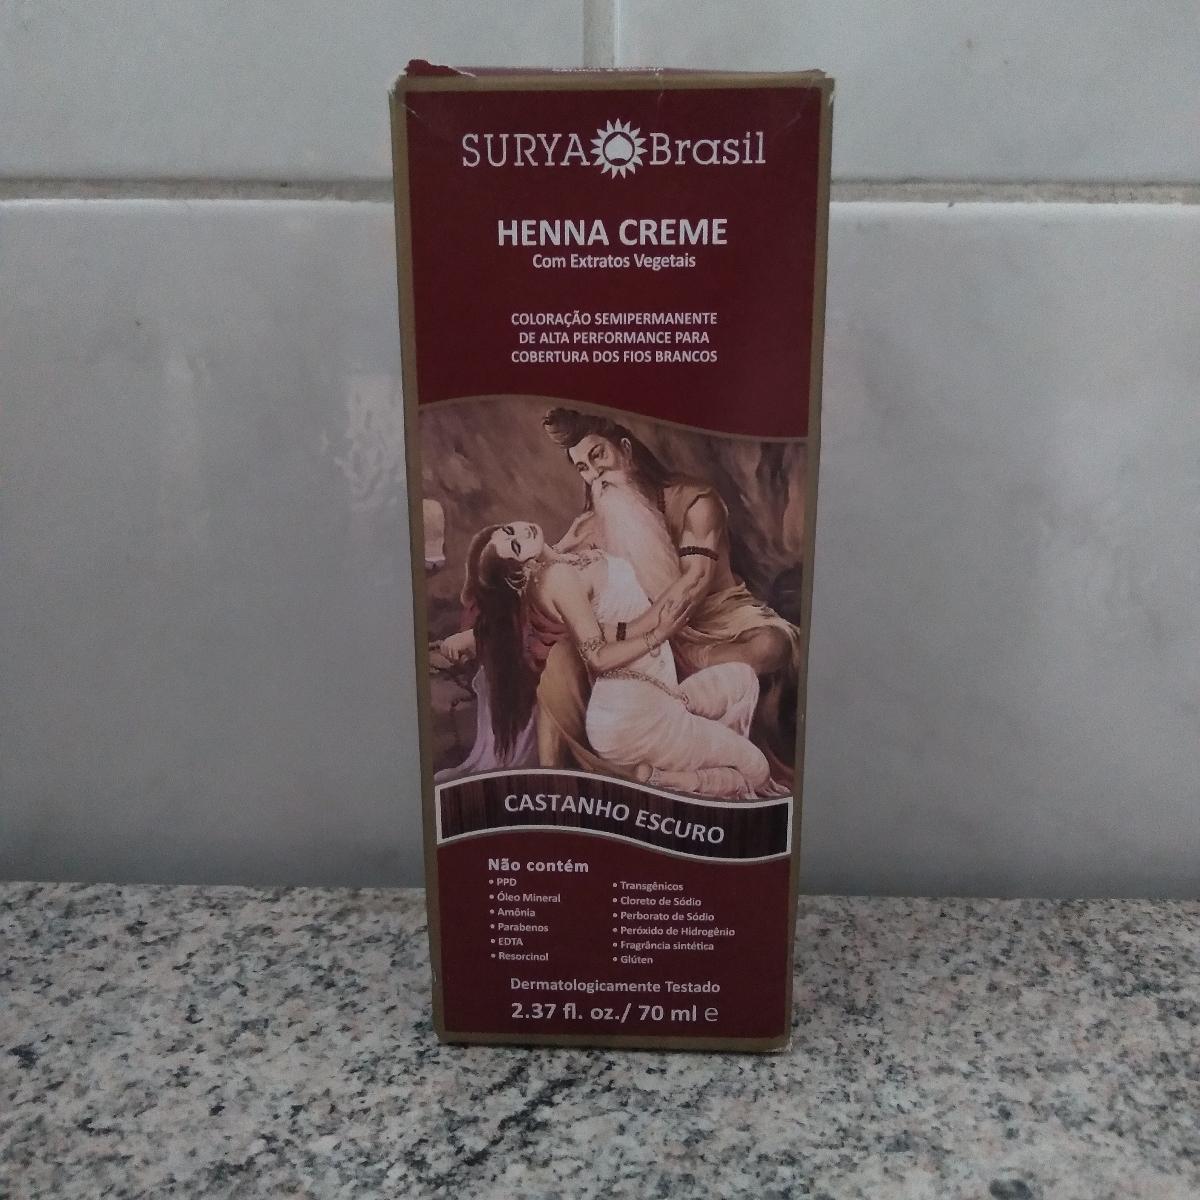 SURYA Brasil
HENNA CREME
Com Extratos Vegetais
COLORAÇÃO SEMIPERMANENTE
DE ALTA PERFORMANCE PARA
COBERTURA DOS FIOS BRANCOS
CASTANHO ESCURO
Não contém
• PPD
• Óleo Mineral
• Amônia
• Parabenos
• EDTA
• Resorcinol
• Transgênicos
• Cloreto de Sódio
• Perborato de Sódio
• Peróxido de Hidrogênio
• Fragrância sintética
• Glúten
Dermatologicamente Testado
2.37 fl. oz./ 70 ml ℮